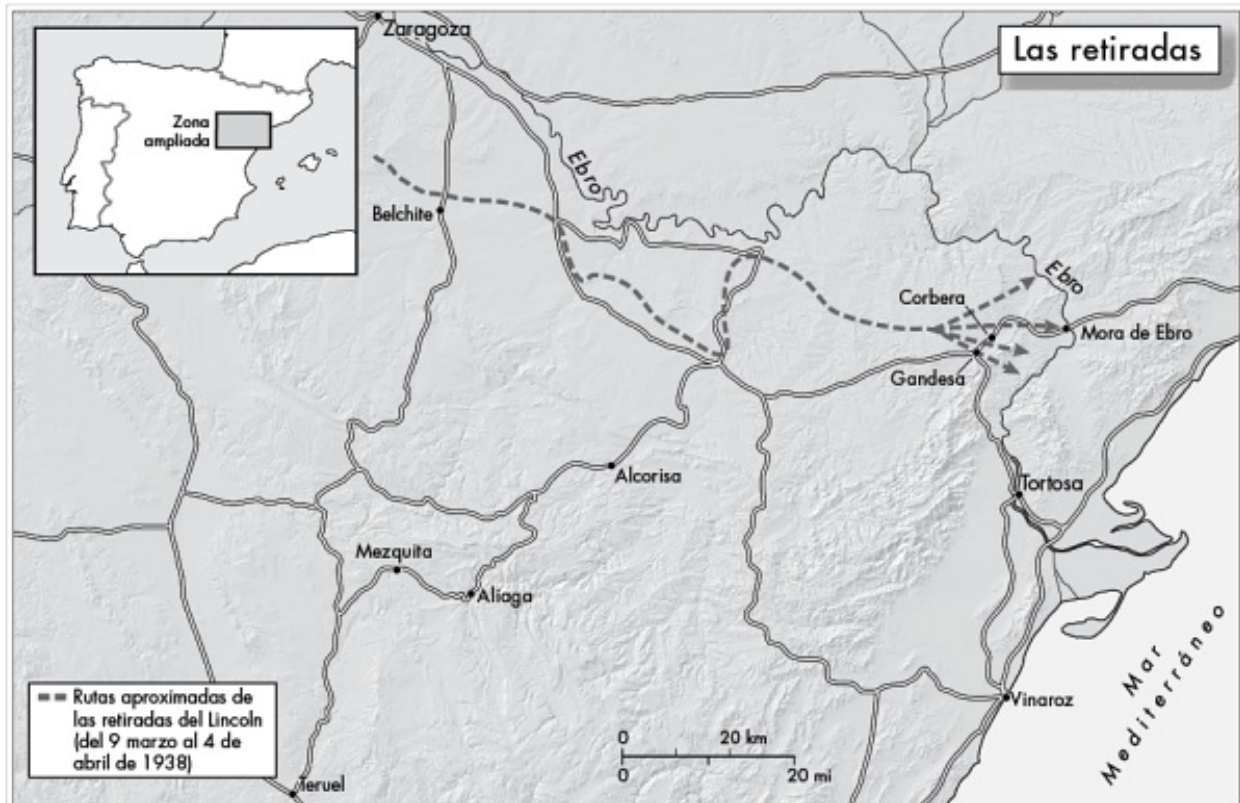 Las retiradas
Zona
ampliada
Zaragoza
Ebro
Belchite
Ebro
Corbera
Mora de Ebro
Gandesa
Alcorisa
Tortosa
Mezquita
Aliaga
Rutas aproximadas de
las retiradas del Lincoln
(del 9 marzo al 4 de
abril de 1938)
Teruel
0 20 km
0 20 mi
Vinaroz
Mar
Mediterráneo